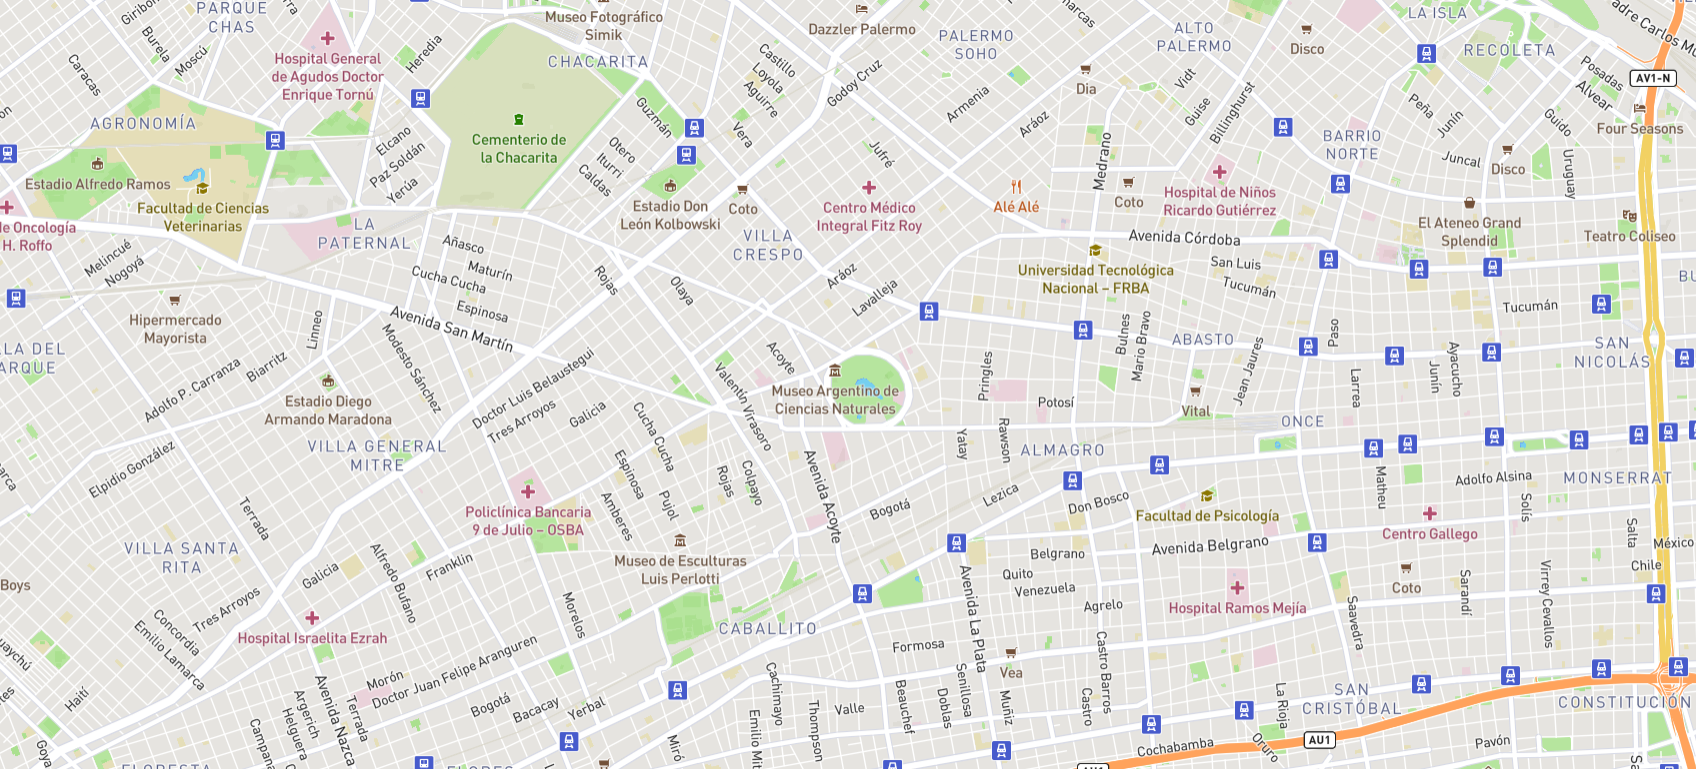 PARQUE
CHAS
Museo Fotográfico
Simik
Dazzler Palermo
PALERMO
SOHO
ALTO
PALERMO
Disco
LA ISLA
RECOLETA
AV1-N
Burela
Moscú
Caracas
Heredia
Hospital General
de Agudos Doctor
Enrique Tornú
CHACARITA
Castillo
Loyola
Aguirre
Godoy Cruz
Vera
Guzmán
Dia
Armenia
Aráoz
Vidt
Guise
Billinghurst
Posadas
Alvear
Peña
Junín
Guido
Four Seasons
AGRONOMÍA
Cementerio de
la Chacarita
Elcano
Paz Soldán
Yerúa
Otero
Iturri
Caldas
Jufré
Medrano
BARRIO
NORTE
Juncal
Disco
Uruguay
Estadio Alfredo Ramos
Facultad de Ciencias
Veterinarias
Estadio Don
León Kolbowski
Coto
Centro Médico
Integral Fitz Roy
Alé Alé
Coto
Hospital de Niños
Ricardo Gutiérrez
El Ateneo Grand
Splendid
Teatro Coliseo
de Oncología
H. Roffo
LA
PATERNAL
VILLA
CRESPO
Avenida Córdoba
Melincué
Nogoyá
Añasco
Maturín
Cucha Cucha
Espinosa
Rojas
Olaya
Aráoz
Lavalleja
Universidad Tecnológica
Nacional – FRBA
San Luis
Tucumán
Tucumán
Hipermercado
Mayorista
Linneo
Avenida San Martín
Modesto Sánchez
Biarritz
Adolfo P. Carranza
Acoyte
Bulnes
Mario Bravo
ABASTO
Paso
Jean Jaures
SAN
NICOLÁS
Estadio Diego
Armando Maradona
Doctor Luis Belaustegui
Tres Arroyos
Galicia
Valentín Virasoro
Museo Argentino de
Ciencias Naturales
Pringles
Potosí
Vital
Larrea
Junín
Ayacucho
VILLA GENERAL
MITRE
Elpidio González
Cucha Cucha
Espinosa
Rojas
Colpayo
Pujol
Amberes
Avenida Acoyte
Yatay
Rawson
ALMAGRO
ONCE
MONSERRAT
Adolfo Alsina
Matheu
Solís
Terrada
Policlínica Bancaria
9 de Julio – OSBA
Bogotá
Lezica
Don Bosco
Facultad de Psicología
Centro Gallego
Salta
México
Chile
VILLA SANTA
RITA
Boys
Galicia
Tres Arroyos
Alfredo Bufano
Franklin
Museo de Esculturas
Luis Perlotti
Belgrano
Avenida Belgrano
Quito
Venezuela
Agrelo
Avenida La Plata
Coto
Sarandí
Virrey Cevallos
Hospital Ramos Mejía
Saavedra
Concordia
Emilio Lamarca
Hospital Israelita Ezrah
Morelos
CABALLITO
Formosa
Vea
Castro Barros
Haití
Morón
Doctor Juan Felipe Aranguren
Avenida Nazca
Terrada
Argerich
Helguera
Campana
Bogotá
Bacacay
Yerbal
Cachimayo
Emilio Mit
Thompson
Valle
Beauchef
Doblas
Senillosa
Muñiz
Castro
La Rioja
SAN
CRISTÓBAL
CONSTITUCIÓN
Goya
Miró
Cochabamba
Oruro
AU1
Pavón
FLORESTA
FLORES
AU1